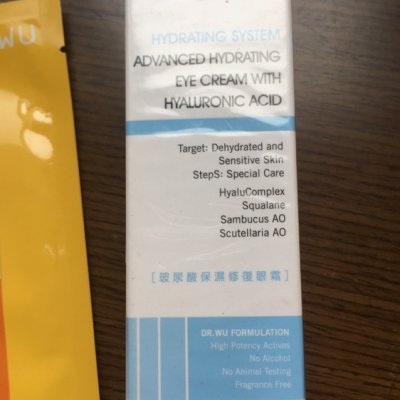 WU
HYDRATING SYSTEM
ADVANCED HYDRATING
EYE CREAM WITH
HYALURONIC ACID
Target: Dehydrated and
Sensitive Skin
StepS: Special Care
HyaluComplex
Squalane
Sambucus AO
Scutellaria AO
[玻尿酸保濕修復眼霜]
DR.WU FORMULATION
High Potency Actives
No Alcohol
No Animal Testing
Fragrance Free